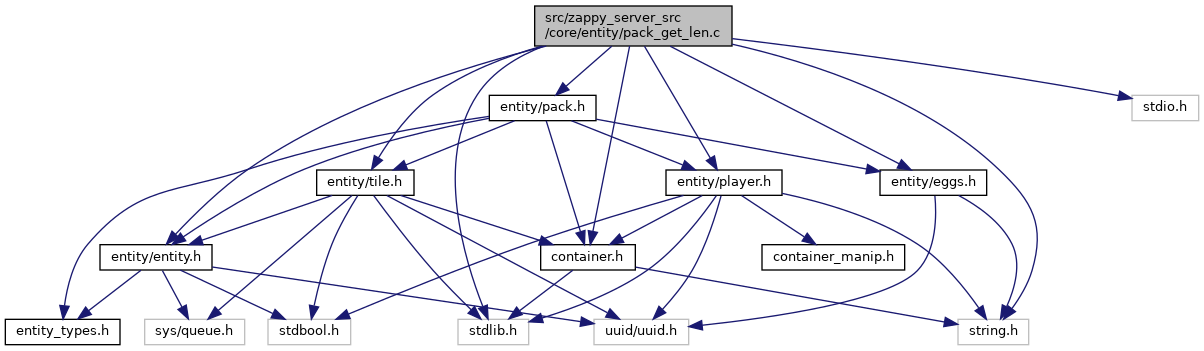 src/zappy_server_src
/core/entity/pack_get_len.c
entity/pack.h
stdio.h
entity/tile.h
entity/player.h
entity/eggs.h
entity/entity.h
container.h
container_manip.h
entity_types.h
sys/queue.h
stdbool.h
stdlib.h
uuid/uuid.h
string.h